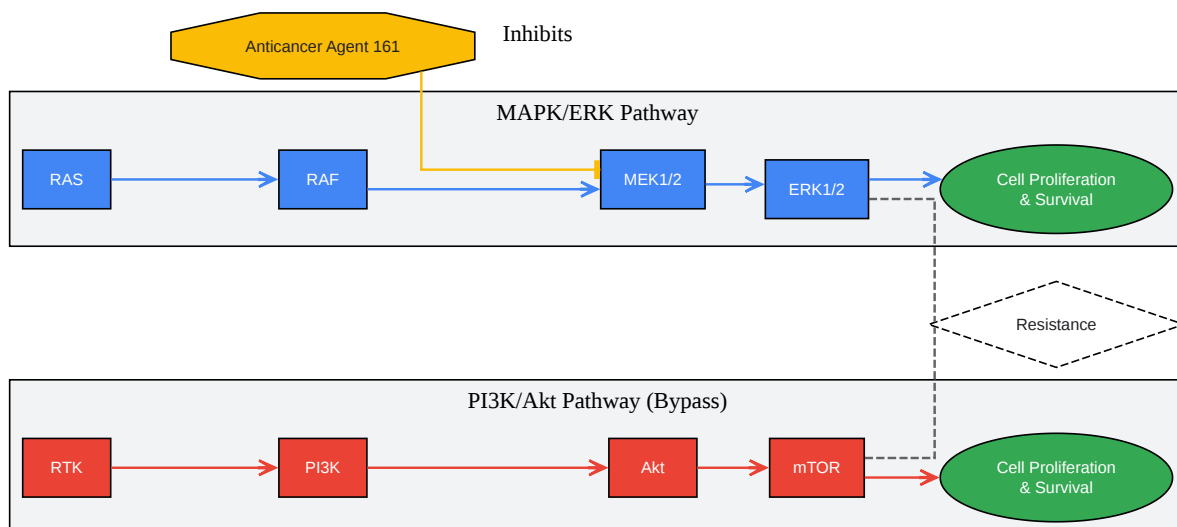 Anticancer Agent 161
Inhibits
MAPK/ERK Pathway
RAS
RAF
MEK1/2
ERK1/2
Cell Proliferation
& Survival
Resistance
PI3K/Akt Pathway (Bypass)
RTK
PI3K
Akt
mTOR
Cell Proliferation
& Survival